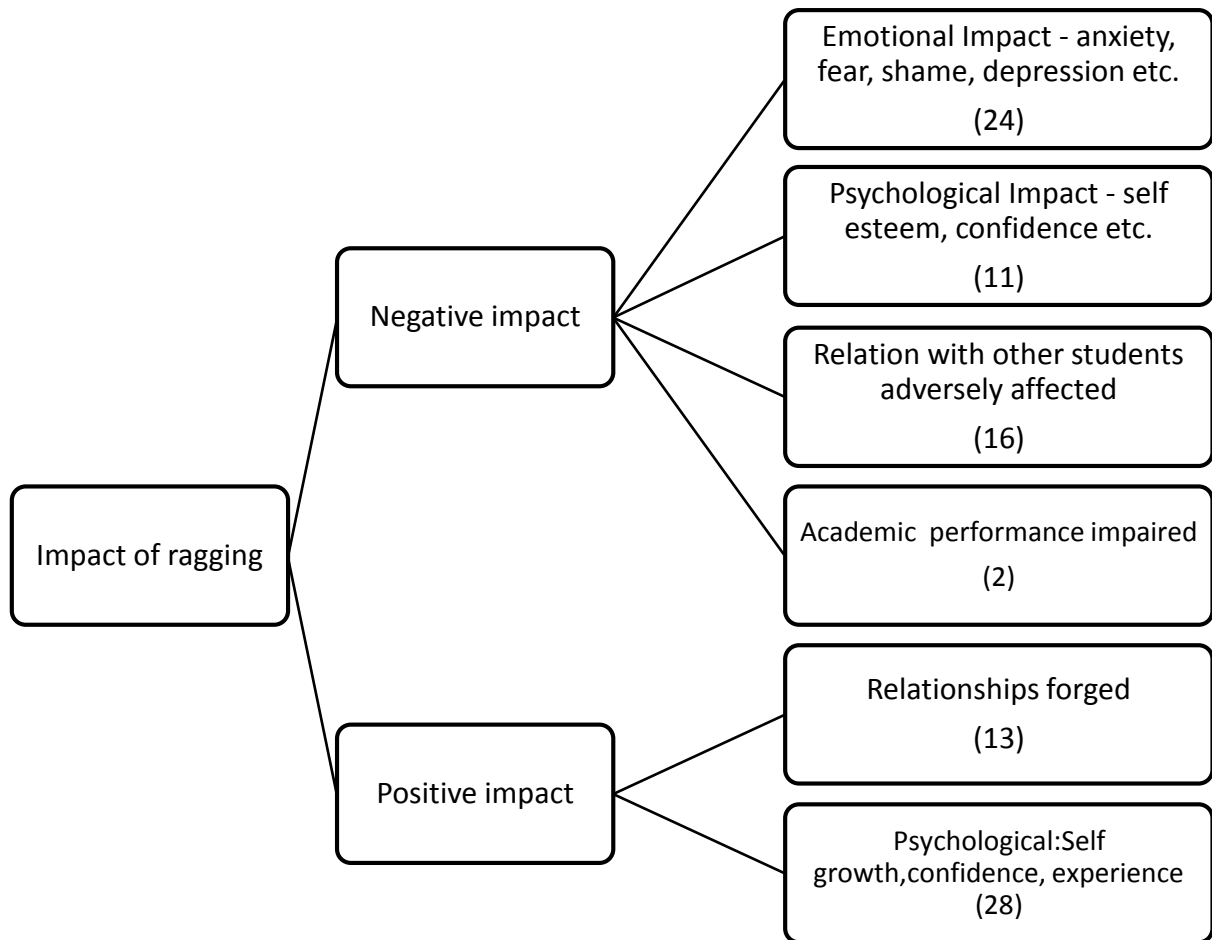 Impact of ragging
Negative impact
Emotional Impact - anxiety,
fear, shame, depression etc.
(24)
Psychological Impact - self
esteem, confidence etc.
(11)
Relation with other students
adversely affected
(16)
Academic  performance impaired
(2)
Positive impact
Relationships forged
(13)
Psychological:Self
growth,confidence, experience
(28)